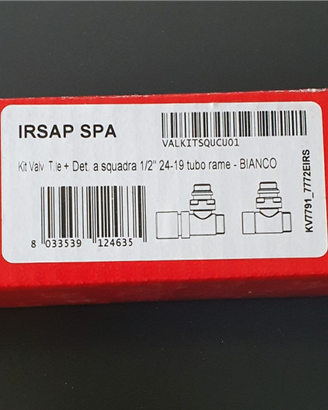 IRSAP SPA
VALKITSQUCU01
Kit Valv. T.le + Det. a squadra 1/2" 24-19 tubo rame - BIANCO
8 033539 124635
KV7791_7772EIRS